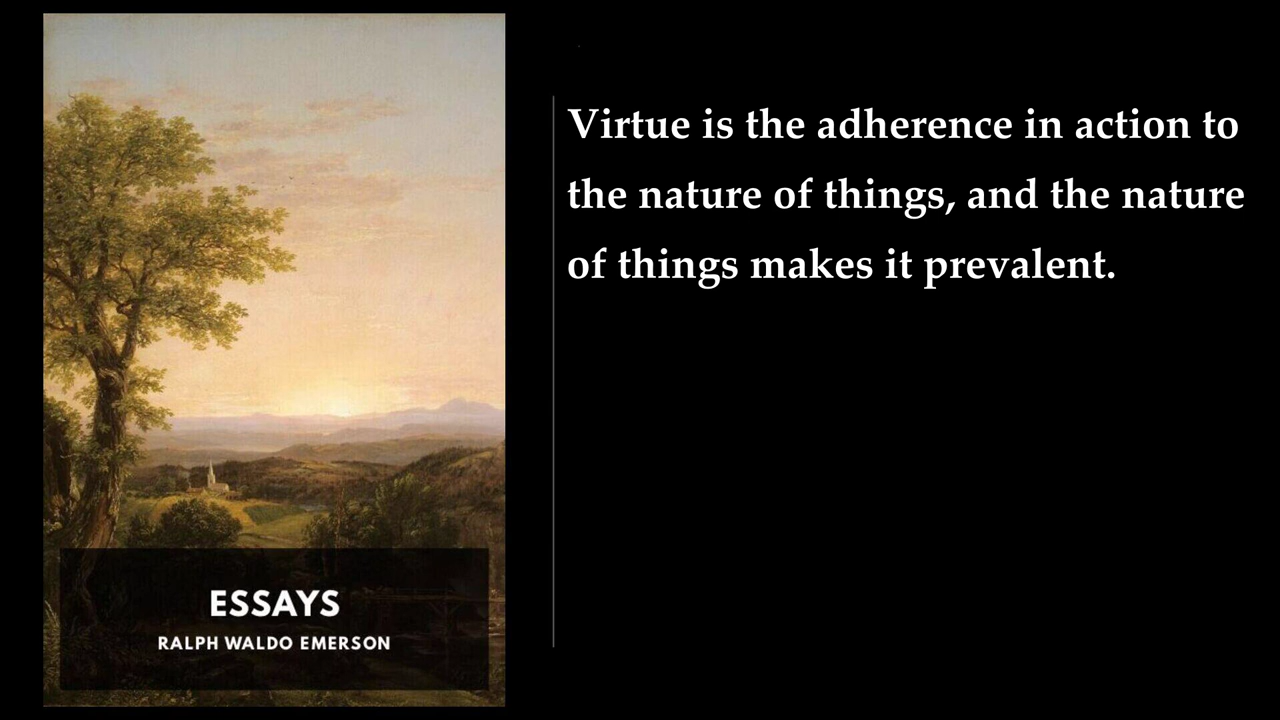 ESSAYS
RALPH WALDO EMERSON
Virtue is the adherence in action to
the nature of things, and the nature
of things makes it prevalent.